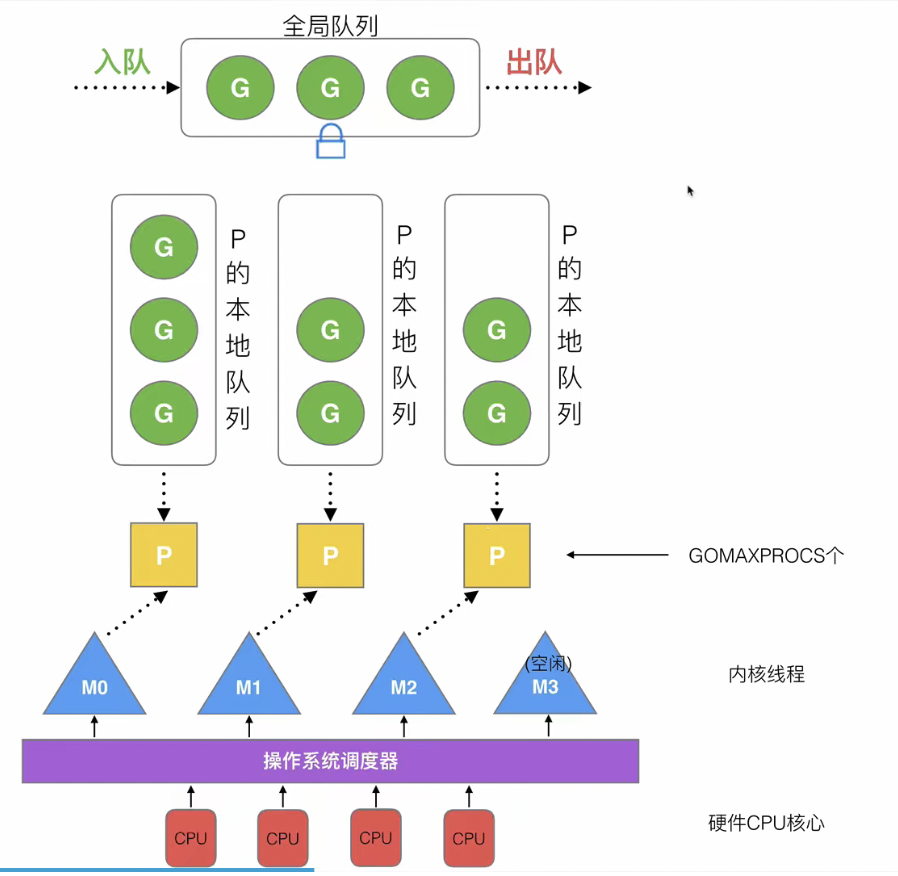 全局队列
入队
G
G
G
出队
G
G
G
P的本地队列
G
G
P的本地队列
G
G
P的本地队列
P
P
P
GOMAXPROCS个
M0
M1
M2
(空闲)
M3
内核线程
操作系统调度器
CPU
CPU
CPU
CPU
硬件CPU核心